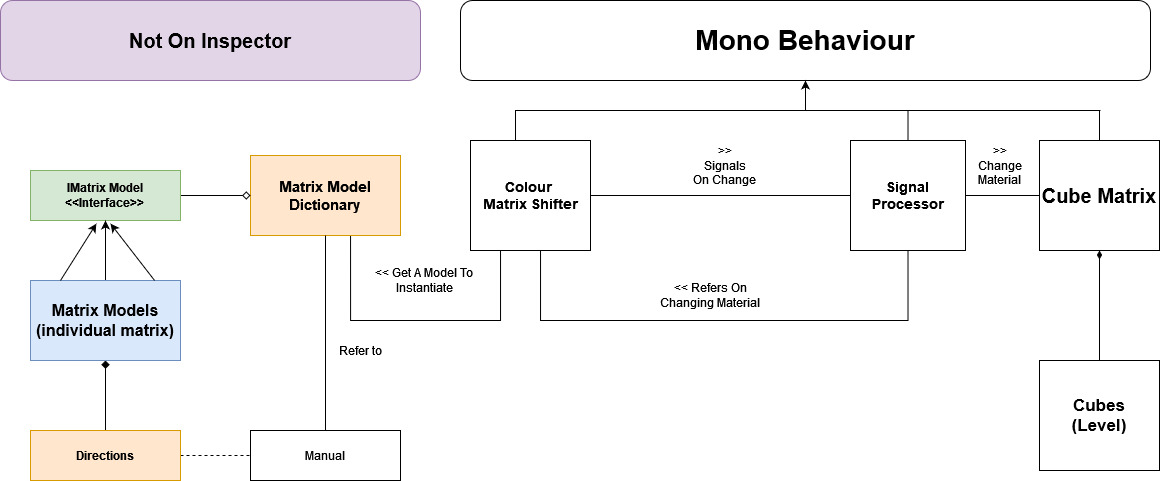 Not On Inspector
Mono Behaviour
IMatrix Model
<<Interface>>
Matrix Model
Dictionary
Colour
Matrix Shifter
>>
Signals
On Change
Signal
Processor
>>
Change
Material
Cube Matrix
<< Get A Model To
Instantiate
<< Refers On
Changing Material
Matrix Models
(individual matrix)
Refer to
Cubes
(Level)
Directions
Manual